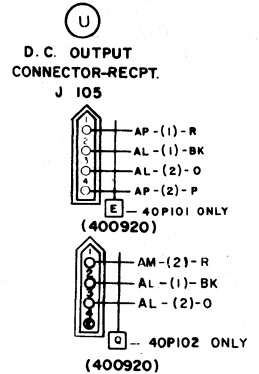 U
D.C. OUTPUT
CONNECTOR-RECPT.
J 105
1 AP-(1)-R
2 AL-(1)-BK
3 AL-(2)-O
4 AP-(2)-P
E - 40P101 ONLY
(400920)
1 AM-(2)-R
2 AL-(1)-BK
3 AL-(2)-O
4
Q - 40P102 ONLY
(400920)